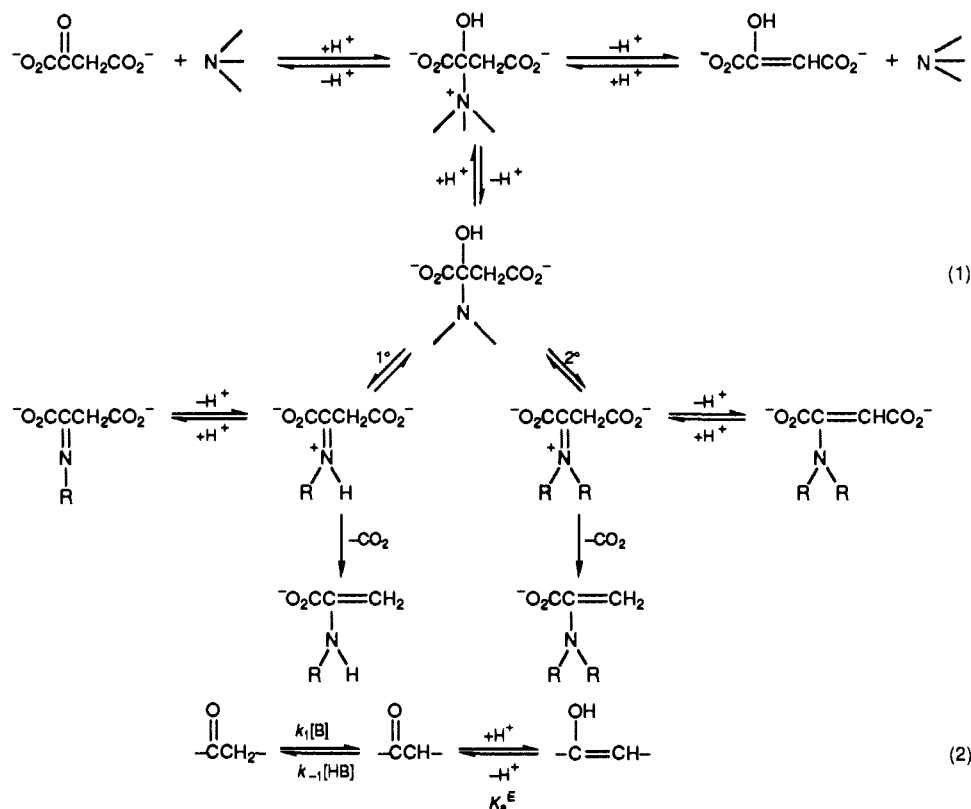 O OH OH
⁻O₂CCCH₂CO₂⁻ + N +H⁺ −H⁺ ⁻O₂CCCH₂CO₂⁻ −H⁺ +H⁺ ⁻O₂CC=CHCO₂⁻ + N
N⁺
+H⁺ −H⁺
OH
⁻O₂CCCH₂CO₂⁻ (1)
N
1° 2°
⁻O₂CCCH₂CO₂⁻ −H⁺ +H⁺ ⁻O₂CCCH₂CO₂⁻ ⁻O₂CCCH₂CO₂⁻ −H⁺ +H⁺ ⁻O₂CC=CHCO₂⁻
N +N +N N
R R H R R R R
−CO₂ −CO₂
⁻O₂CC=CH₂ ⁻O₂CC=CH₂
N N
R H R R
O O OH
−CCH₂− k₁[B] k₋₁[HB] −CCH− +H⁺ −H⁺ −C=CH− (2)
Kₐᴱ